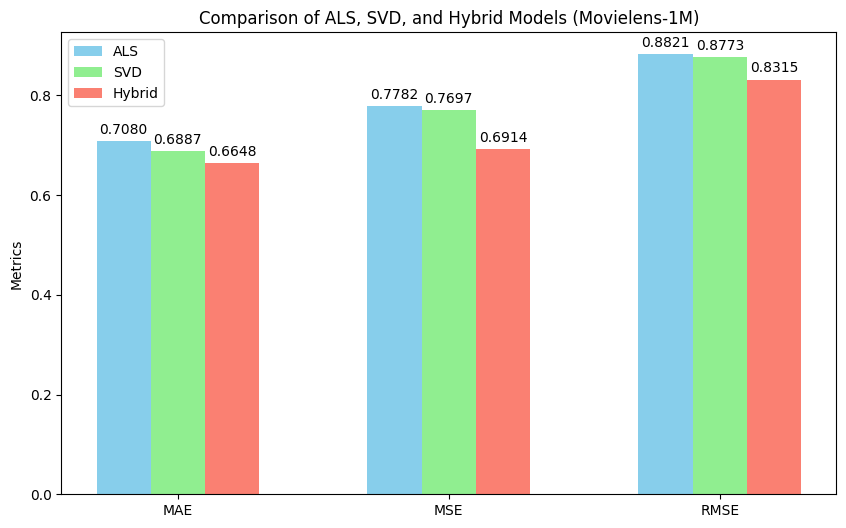 Comparison of ALS, SVD, and Hybrid Models (Movielens-1M)
ALS
SVD
Hybrid
0.7080
0.6887
0.6648
0.7782
0.7697
0.6914
0.8821
0.8773
0.8315
Metrics
0.8
0.6
0.4
0.2
0.0
MAE
MSE
RMSE